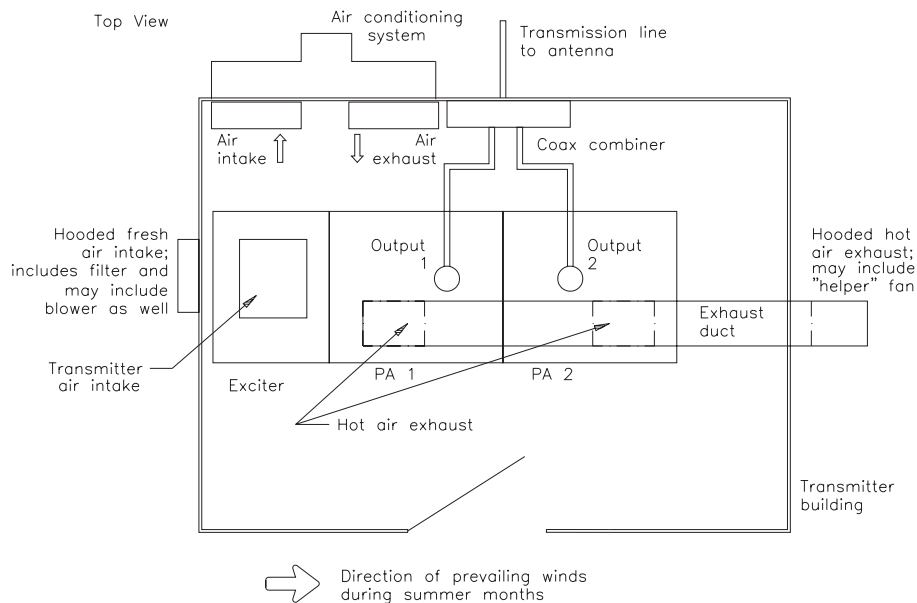 Top View
Air conditioning
system
Transmission line
to antenna
Air
intake
Air
exhaust
Coax combiner
Hooded fresh
air intake;
includes filter and
may include
blower as well
Output
1
Output
2
Hooded hot
air exhaust;
may include
"helper" fan
Exhaust
duct
Transmitter
air intake
Exciter
PA 1
PA 2
Hot air exhaust
Transmitter
building
Direction of prevailing winds
during summer months